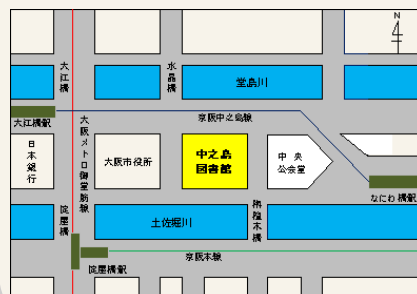 N
大江橋
水晶橋
堂島川
大江橋駅
京阪中之島線
日本銀行
大阪メトロ御堂筋線
大阪市役所
中之島
図書館
中央
公会堂
なにわ橋駅
淀屋橋
土佐堀川
栴檀木橋
京阪本線
淀屋橋駅